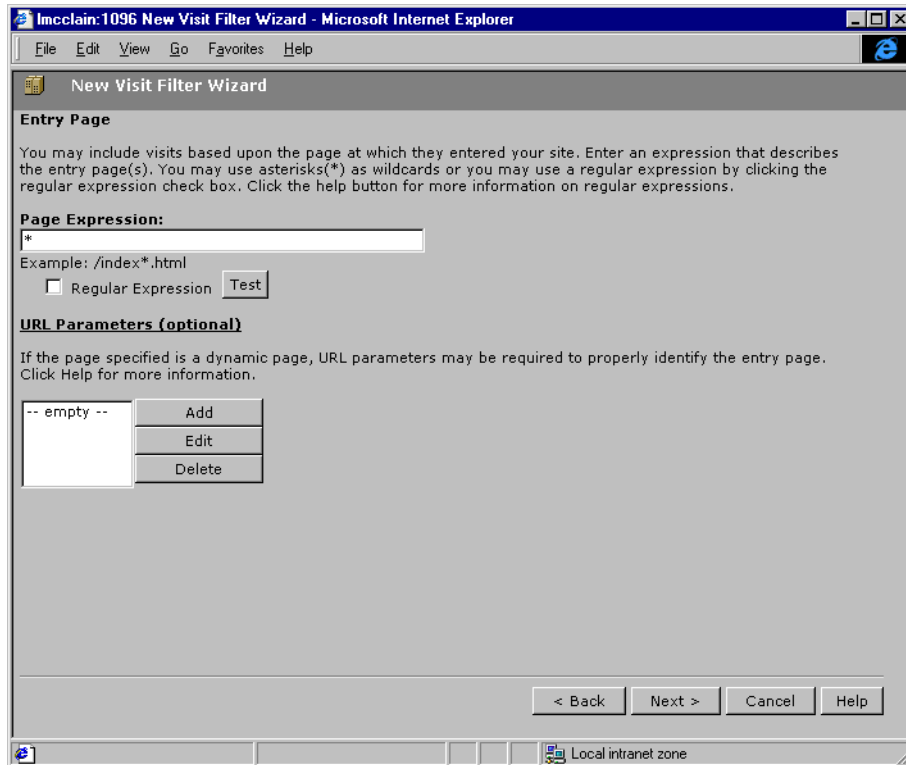 lmcclain:1096 New Visit Filter Wizard - Microsoft Internet Explorer
File Edit View Go Favorites Help
New Visit Filter Wizard
Entry Page
You may include visits based upon the page at which they entered your site. Enter an expression that describes
the entry page(s). You may use asterisks(*) as wildcards or you may use a regular expression by clicking the
regular expression check box. Click the help button for more information on regular expressions.
Page Expression:
*
Example: /index*.html
Regular Expression Test
URL Parameters (optional)
If the page specified is a dynamic page, URL parameters may be required to properly identify the entry page.
Click Help for more information.
-- empty -- Add
Edit
Delete
< Back Next > Cancel Help
Local intranet zone